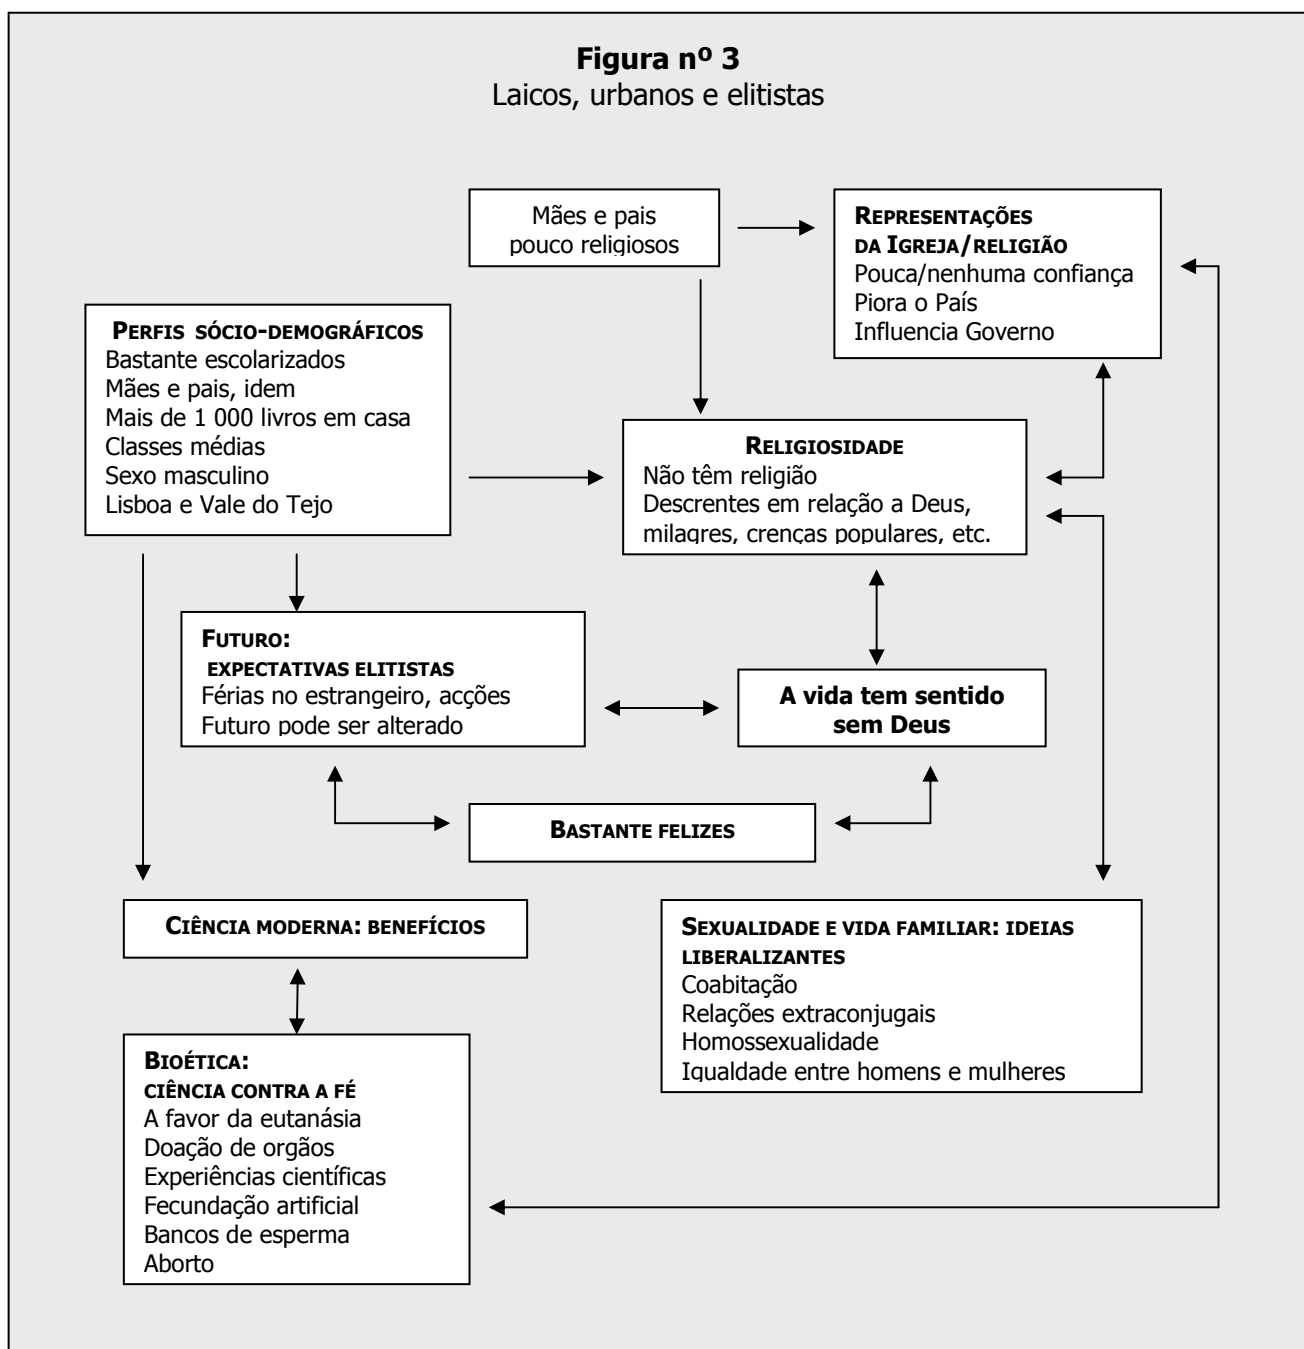 Figura nº 3
Laicos, urbanos e elitistas
Mães e pais
pouco religiosos
REPRESENTAÇÕES
DA IGREJA/RELIGIÃO
Pouca/nenhuma confiança
Piora o País
Influencia Governo
PERFIS SÓCIO-DEMOGRÁFICOS
Bastante escolarizados
Mães e pais, idem
Mais de 1 000 livros em casa
Classes médias
Sexo masculino
Lisboa e Vale do Tejo
RELIGIOSIDADE
Não têm religião
Descrentes em relação a Deus,
milagres, crenças populares, etc.
FUTURO:
EXPECTATIVAS ELITISTAS
Férias no estrangeiro, acções
Futuro pode ser alterado
A vida tem sentido
sem Deus
BASTANTE FELIZES
CIÊNCIA MODERNA: BENEFÍCIOS
SEXUALIDADE E VIDA FAMILIAR: IDEIAS
LIBERALIZANTES
Coabitação
Relações extraconjugais
Homossexualidade
Igualdade entre homens e mulheres
BIOÉTICA:
CIÊNCIA CONTRA A FÉ
A favor da eutanásia
Doação de orgãos
Experiências científicas
Fecundação artificial
Bancos de esperma
Aborto